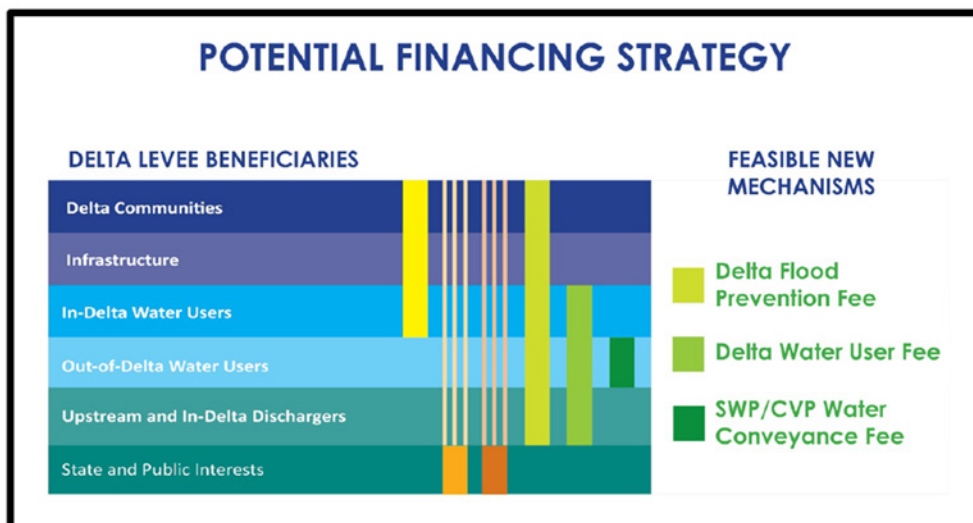 POTENTIAL FINANCING STRATEGY
DELTA LEVEE BENEFICIARIES
Delta Communities
Infrastructure
In-Delta Water Users
Out-of-Delta Water Users
Upstream and In-Delta Dischargers
State and Public Interests
FEASIBLE NEW
MECHANISMS
Delta Flood
Prevention Fee
Delta Water User Fee
SWP/CVP Water
Conveyance Fee